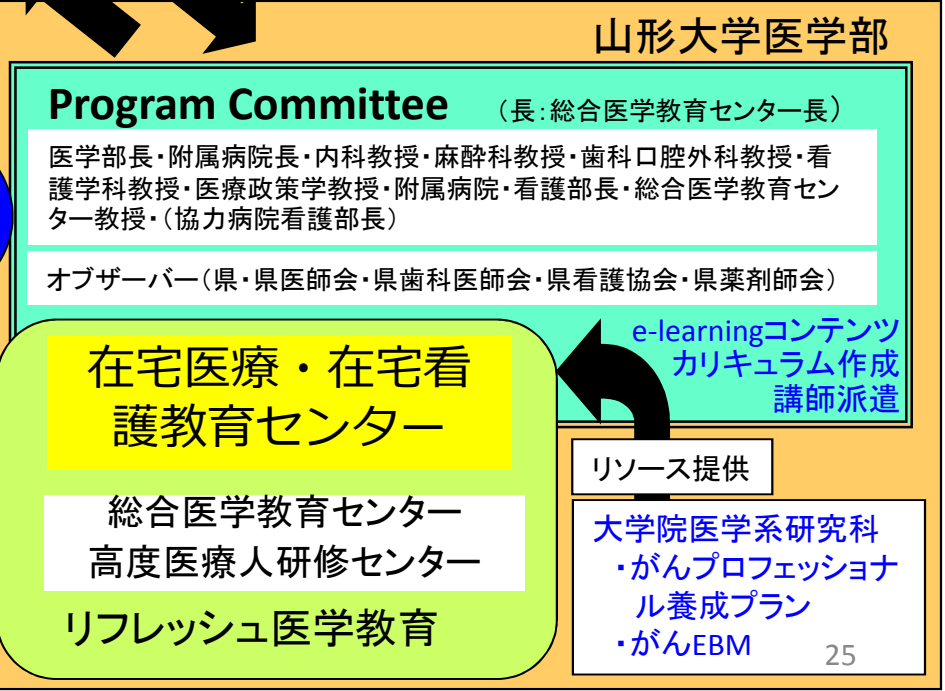 山形大学医学部
Program Committee （長：総合医学教育センター長）
医学部長・附属病院長・内科教授・麻酔科教授・歯科口腔外科教授・看
護学科教授・医療政策学教授・附属病院・看護部長・総合医学教育セン
ター教授・（協力病院看護部長）
オブザーバー（県・県医師会・県歯科医師会・県看護協会・県薬剤師会）
e-learningコンテンツ
カリキュラム作成
講師派遣
在宅医療・在宅看
護教育センター
総合医学教育センター
高度医療人研修センター
リフレッシュ医学教育
リソース提供
大学院医学系研究科
・がんプロフェッショナ
ル養成プラン
・がんEBM
25